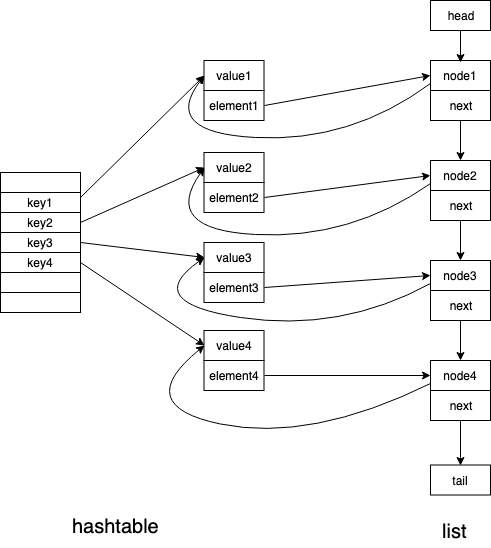 head
value1
element1
node1
next
value2
element2
node2
next
key1
key2
key3
key4
value3
element3
node3
next
value4
element4
node4
next
tail
hashtable
list